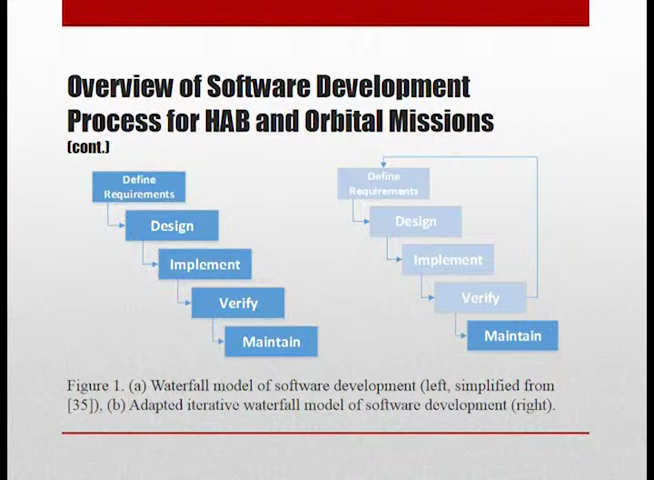 Overview of Software Development
Process for HAB and Orbital Missions
(cont.)
Define
Requirements
Design
Implement
Verify
Maintain
Define
Requirements
Design
Implement
Verify
Maintain
Figure 1. (a) Waterfall model of software development (left, simplified from
[35]), (b) Adapted iterative waterfall model of software development (right).